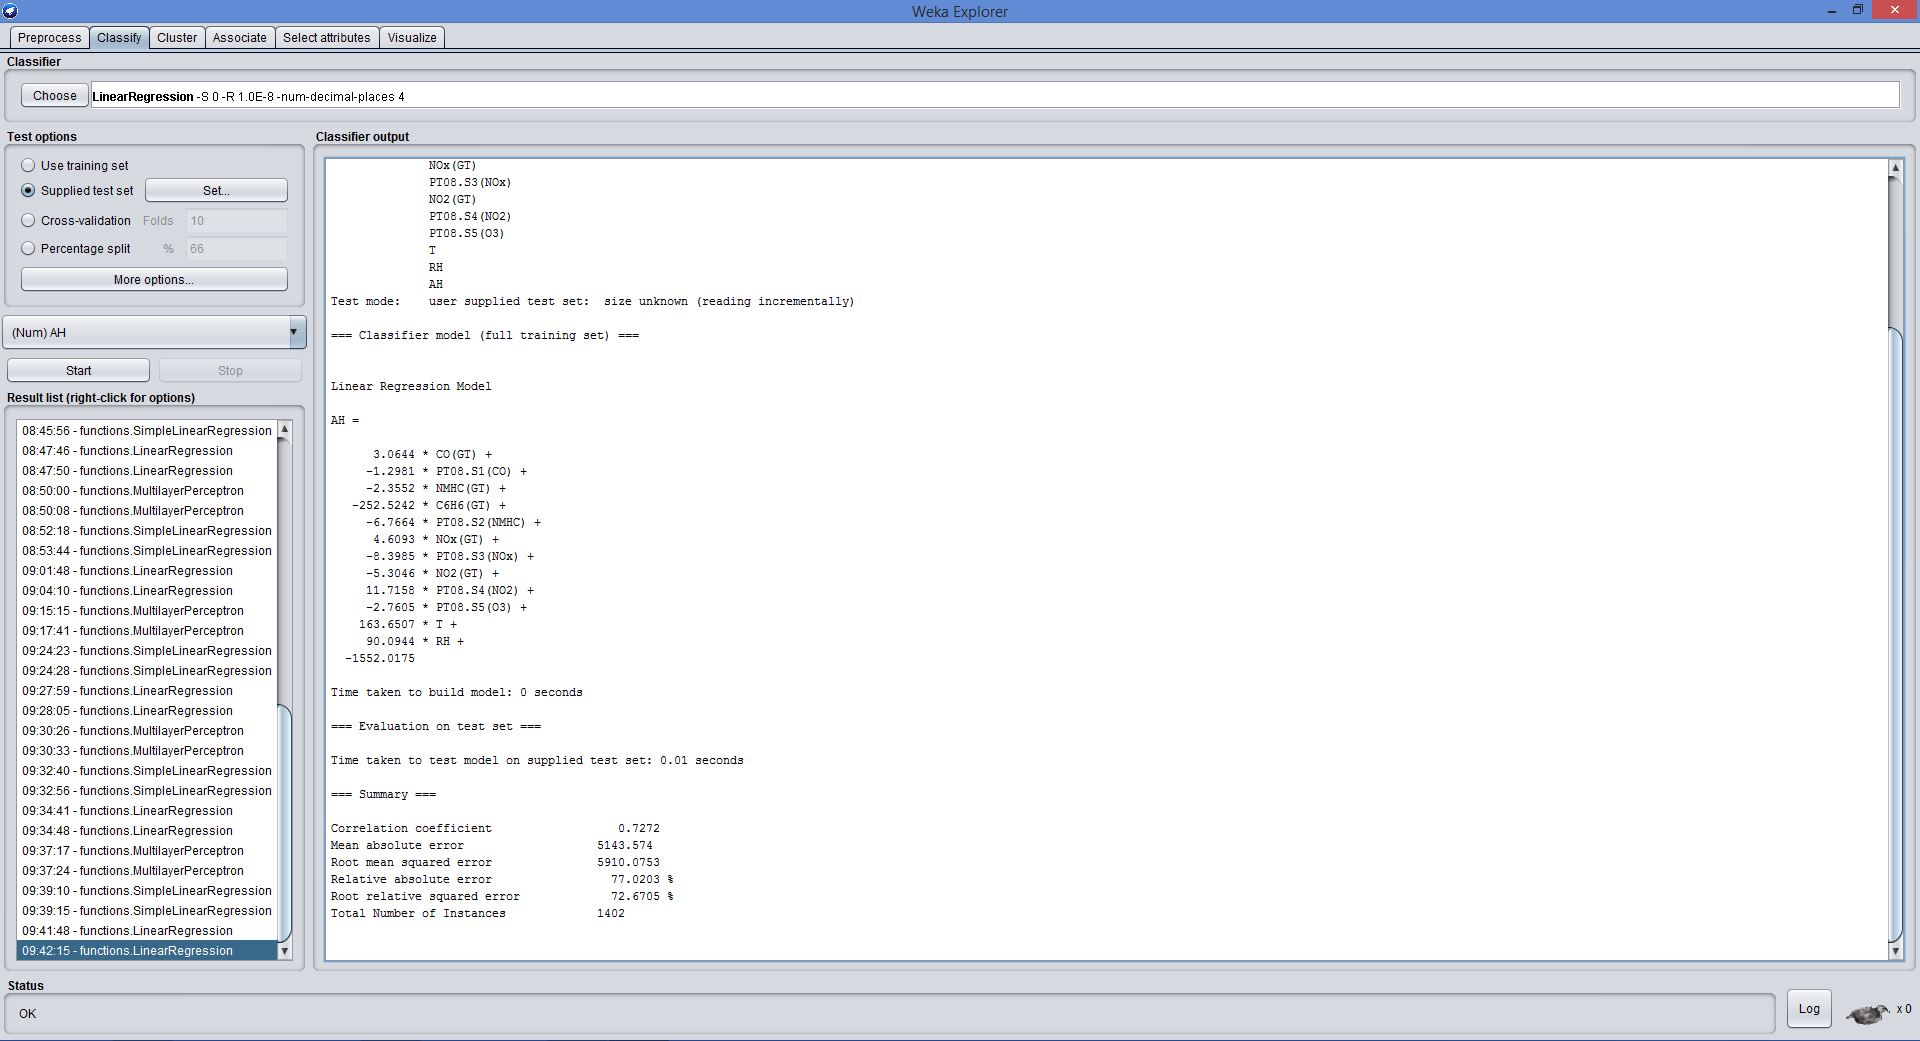 Weka Explorer
Preprocess Classify Cluster Associate Select attributes Visualize
Classifier
Choose LinearRegression -S 0 -R 1.0E-8 -num-decimal-places 4
Test options
Use training set
Supplied test set Set...
Cross-validation Folds 10
Percentage split % 66
More options...
(Num) AH
Start Stop
Result list (right-click for options)
08:45:56 - functions.SimpleLinearRegression
08:47:46 - functions.LinearRegression
08:47:50 - functions.LinearRegression
08:50:00 - functions.MultilayerPerceptron
08:50:08 - functions.MultilayerPerceptron
08:52:18 - functions.SimpleLinearRegression
08:53:44 - functions.SimpleLinearRegression
09:01:48 - functions.LinearRegression
09:04:10 - functions.LinearRegression
09:15:15 - functions.MultilayerPerceptron
09:17:41 - functions.MultilayerPerceptron
09:24:23 - functions.SimpleLinearRegression
09:24:28 - functions.SimpleLinearRegression
09:27:59 - functions.LinearRegression
09:28:05 - functions.LinearRegression
09:30:26 - functions.MultilayerPerceptron
09:30:33 - functions.MultilayerPerceptron
09:32:40 - functions.SimpleLinearRegression
09:32:56 - functions.SimpleLinearRegression
09:34:41 - functions.LinearRegression
09:34:48 - functions.LinearRegression
09:37:17 - functions.MultilayerPerceptron
09:37:24 - functions.MultilayerPerceptron
09:39:10 - functions.SimpleLinearRegression
09:39:15 - functions.SimpleLinearRegression
09:41:48 - functions.LinearRegression
09:42:15 - functions.LinearRegression
Classifier output
NOx(GT)
PT08.S3(NOx)
NO2(GT)
PT08.S4(NO2)
PT08.S5(O3)
T
RH
AH
Test mode: user supplied test set: size unknown (reading incrementally)
=== Classifier model (full training set) ===
Linear Regression Model
AH =
3.0644 * CO(GT) +
-1.2981 * PT08.S1(CO) +
-2.3552 * NMHC(GT) +
-252.5242 * C6H6(GT) +
-6.7664 * PT08.S2(NMHC) +
4.6093 * NOx(GT) +
-8.3985 * PT08.S3(NOx) +
-5.3046 * NO2(GT) +
11.7158 * PT08.S4(NO2) +
-2.7605 * PT08.S5(O3) +
163.6507 * T +
90.0944 * RH +
-1552.0175
Time taken to build model: 0 seconds
=== Evaluation on test set ===
Time taken to test model on supplied test set: 0.01 seconds
=== Summary ===
Correlation coefficient 0.7272
Mean absolute error 5143.574
Root mean squared error 5910.0753
Relative absolute error 77.0203 %
Root relative squared error 72.6705 %
Total Number of Instances 1402
Status
OK
Log
x 0